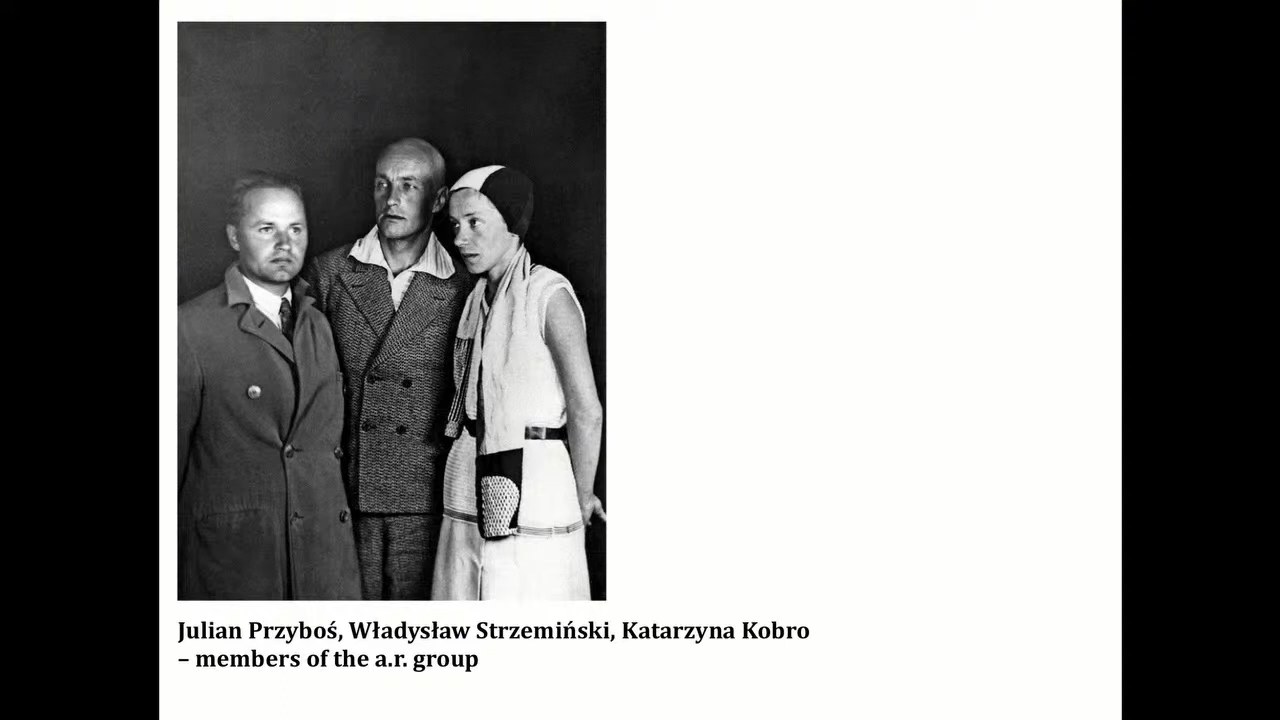 Julian Przyboś, Władysław Strzemiński, Katarzyna Kobro
– members of the a.r. group